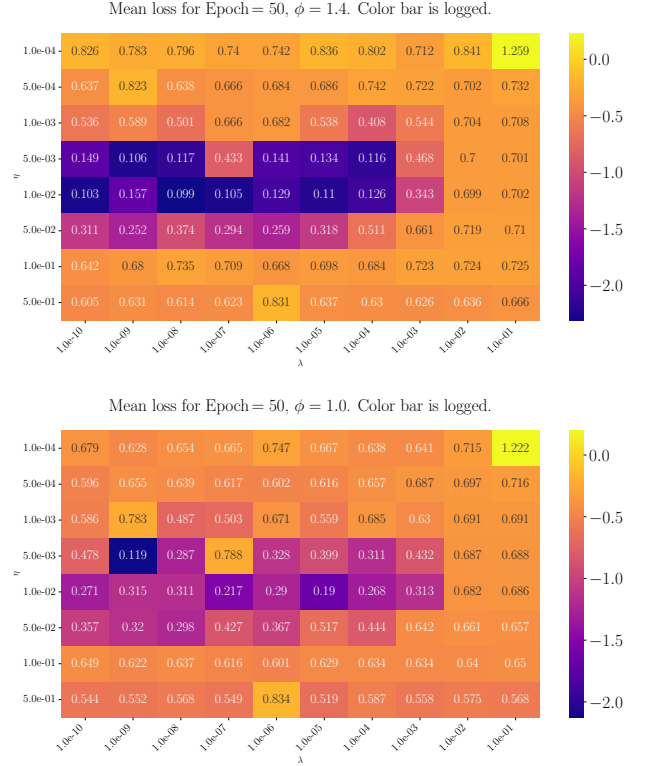 Mean loss for Epoch = 50, ϕ = 1.4. Color bar is logged.
1.0e-04 0.826 0.783 0.796 0.74 0.742 0.836 0.802 0.712 0.841 1.259
5.0e-04 0.637 0.823 0.638 0.666 0.684 0.686 0.742 0.722 0.702 0.732
1.0e-03 0.536 0.589 0.501 0.666 0.682 0.538 0.408 0.544 0.704 0.708
5.0e-03 0.149 0.106 0.117 0.433 0.141 0.134 0.116 0.468 0.7 0.701
1.0e-02 0.103 0.157 0.099 0.105 0.129 0.11 0.126 0.343 0.699 0.702
5.0e-02 0.311 0.252 0.374 0.294 0.259 0.318 0.511 0.661 0.719 0.71
1.0e-01 0.642 0.68 0.735 0.709 0.668 0.698 0.684 0.723 0.724 0.725
5.0e-01 0.605 0.631 0.614 0.623 0.831 0.637 0.63 0.626 0.636 0.666
η
1.0e-10 1.0e-09 1.0e-08 1.0e-07 1.0e-06 1.0e-05 1.0e-04 1.0e-03 1.0e-02 1.0e-01
λ
0.0
−0.5
−1.0
−1.5
−2.0
Mean loss for Epoch = 50, ϕ = 1.0. Color bar is logged.
1.0e-04 0.679 0.628 0.654 0.665 0.747 0.667 0.638 0.641 0.715 1.222
5.0e-04 0.596 0.655 0.639 0.617 0.602 0.616 0.657 0.687 0.697 0.716
1.0e-03 0.586 0.783 0.487 0.503 0.671 0.559 0.685 0.63 0.691 0.691
5.0e-03 0.478 0.119 0.287 0.788 0.328 0.399 0.311 0.432 0.687 0.688
1.0e-02 0.271 0.315 0.311 0.217 0.29 0.19 0.268 0.313 0.682 0.686
5.0e-02 0.357 0.32 0.298 0.427 0.367 0.517 0.444 0.642 0.661 0.657
1.0e-01 0.649 0.622 0.637 0.616 0.601 0.629 0.634 0.634 0.64 0.65
5.0e-01 0.544 0.552 0.568 0.549 0.834 0.519 0.587 0.558 0.575 0.568
η
1.0e-10 1.0e-09 1.0e-08 1.0e-07 1.0e-06 1.0e-05 1.0e-04 1.0e-03 1.0e-02 1.0e-01
λ
0.0
−0.5
−1.0
−1.5
−2.0